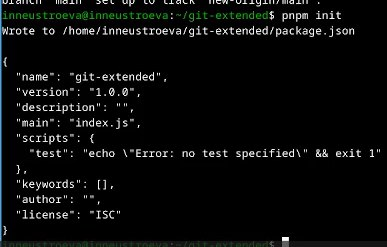 branch 'main' set up to track 'new-origin/main'.
inneustroeva@inneustroeva:~/git-extended$ pnpm init
Wrote to /home/inneustroeva/git-extended/package.json
{
"name": "git-extended",
"version": "1.0.0",
"description": "",
"main": "index.js",
"scripts": {
"test": "echo \"Error: no test specified\" && exit 1"
},
"keywords": [],
"author": "",
"license": "ISC"
}
inneustroeva@inneustroeva:~/git-extended$